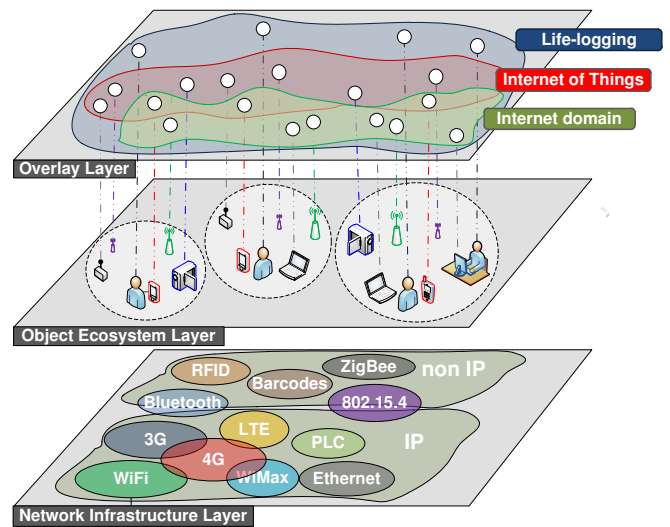 Life-logging
Internet of Things
Internet domain
Overlay Layer
Object Ecosystem Layer
RFID
ZigBee
non IP
Barcodes
Bluetooth
802.15.4
LTE
3G
PLC
IP
4G
WiFi
WiMax
Ethernet
Network Infrastructure Layer